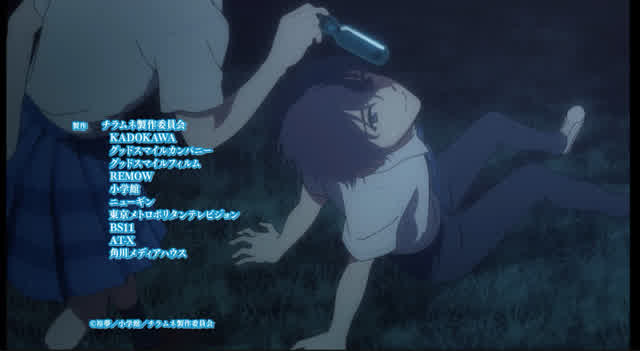 製作 チラムネ製作委員会
KADOKAWA
グッドスマイルカンパニー
グッドスマイルフィルム
REMOW
小学館
ニューギン
東京メトロポリタンテレビジョン
BS11
AT-X
角川メディアハウス
©裕夢/小学館/チラムネ製作委員会